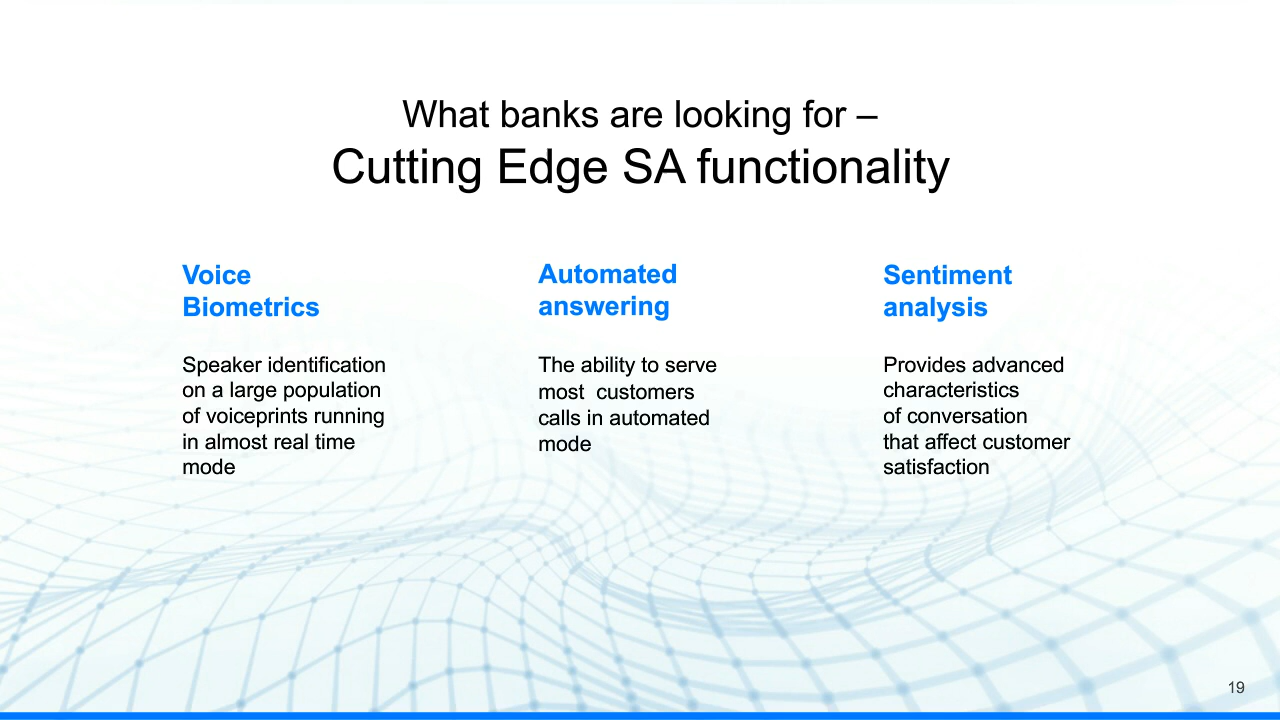 What banks are looking for –
Cutting Edge SA functionality
Voice
Biometrics
Speaker identification
on a large population
of voiceprints running
in almost real time
mode
Automated
answering
The ability to serve
most  customers
calls in automated
mode
Sentiment
analysis
Provides advanced
characteristics
of conversation
that affect customer
satisfaction
19